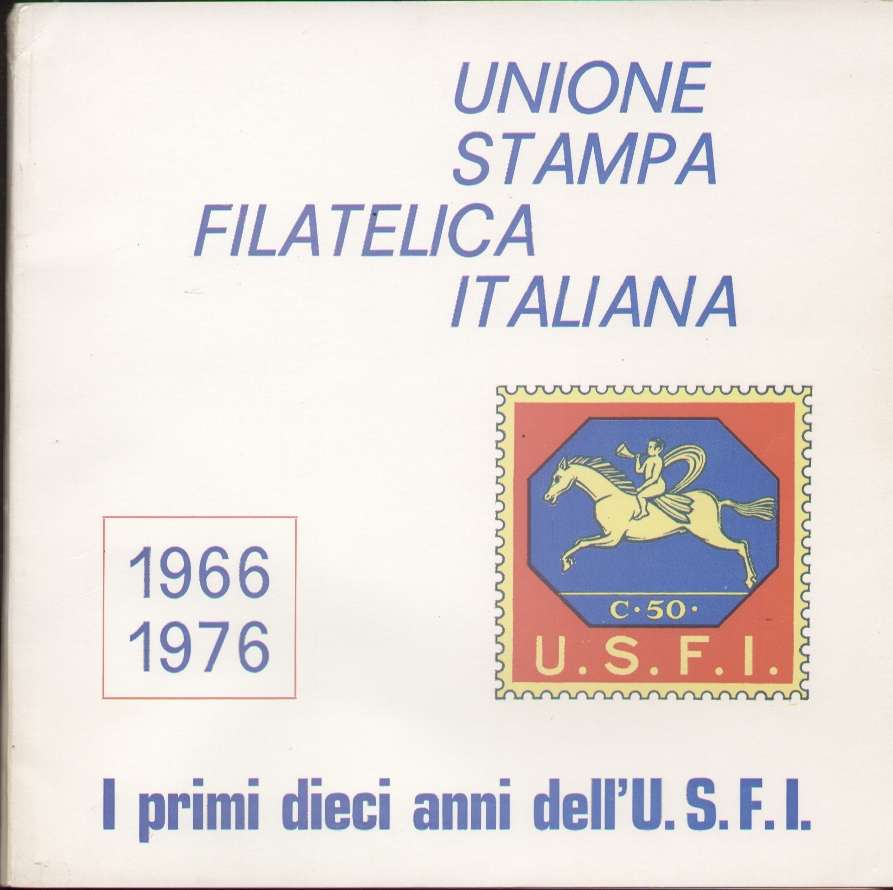 UNIONE
STAMPA
FILATELICA
ITALIANA
1966
1976
C·50·
U.S.F.I.
I primi dieci anni dell'U.S.F.I.